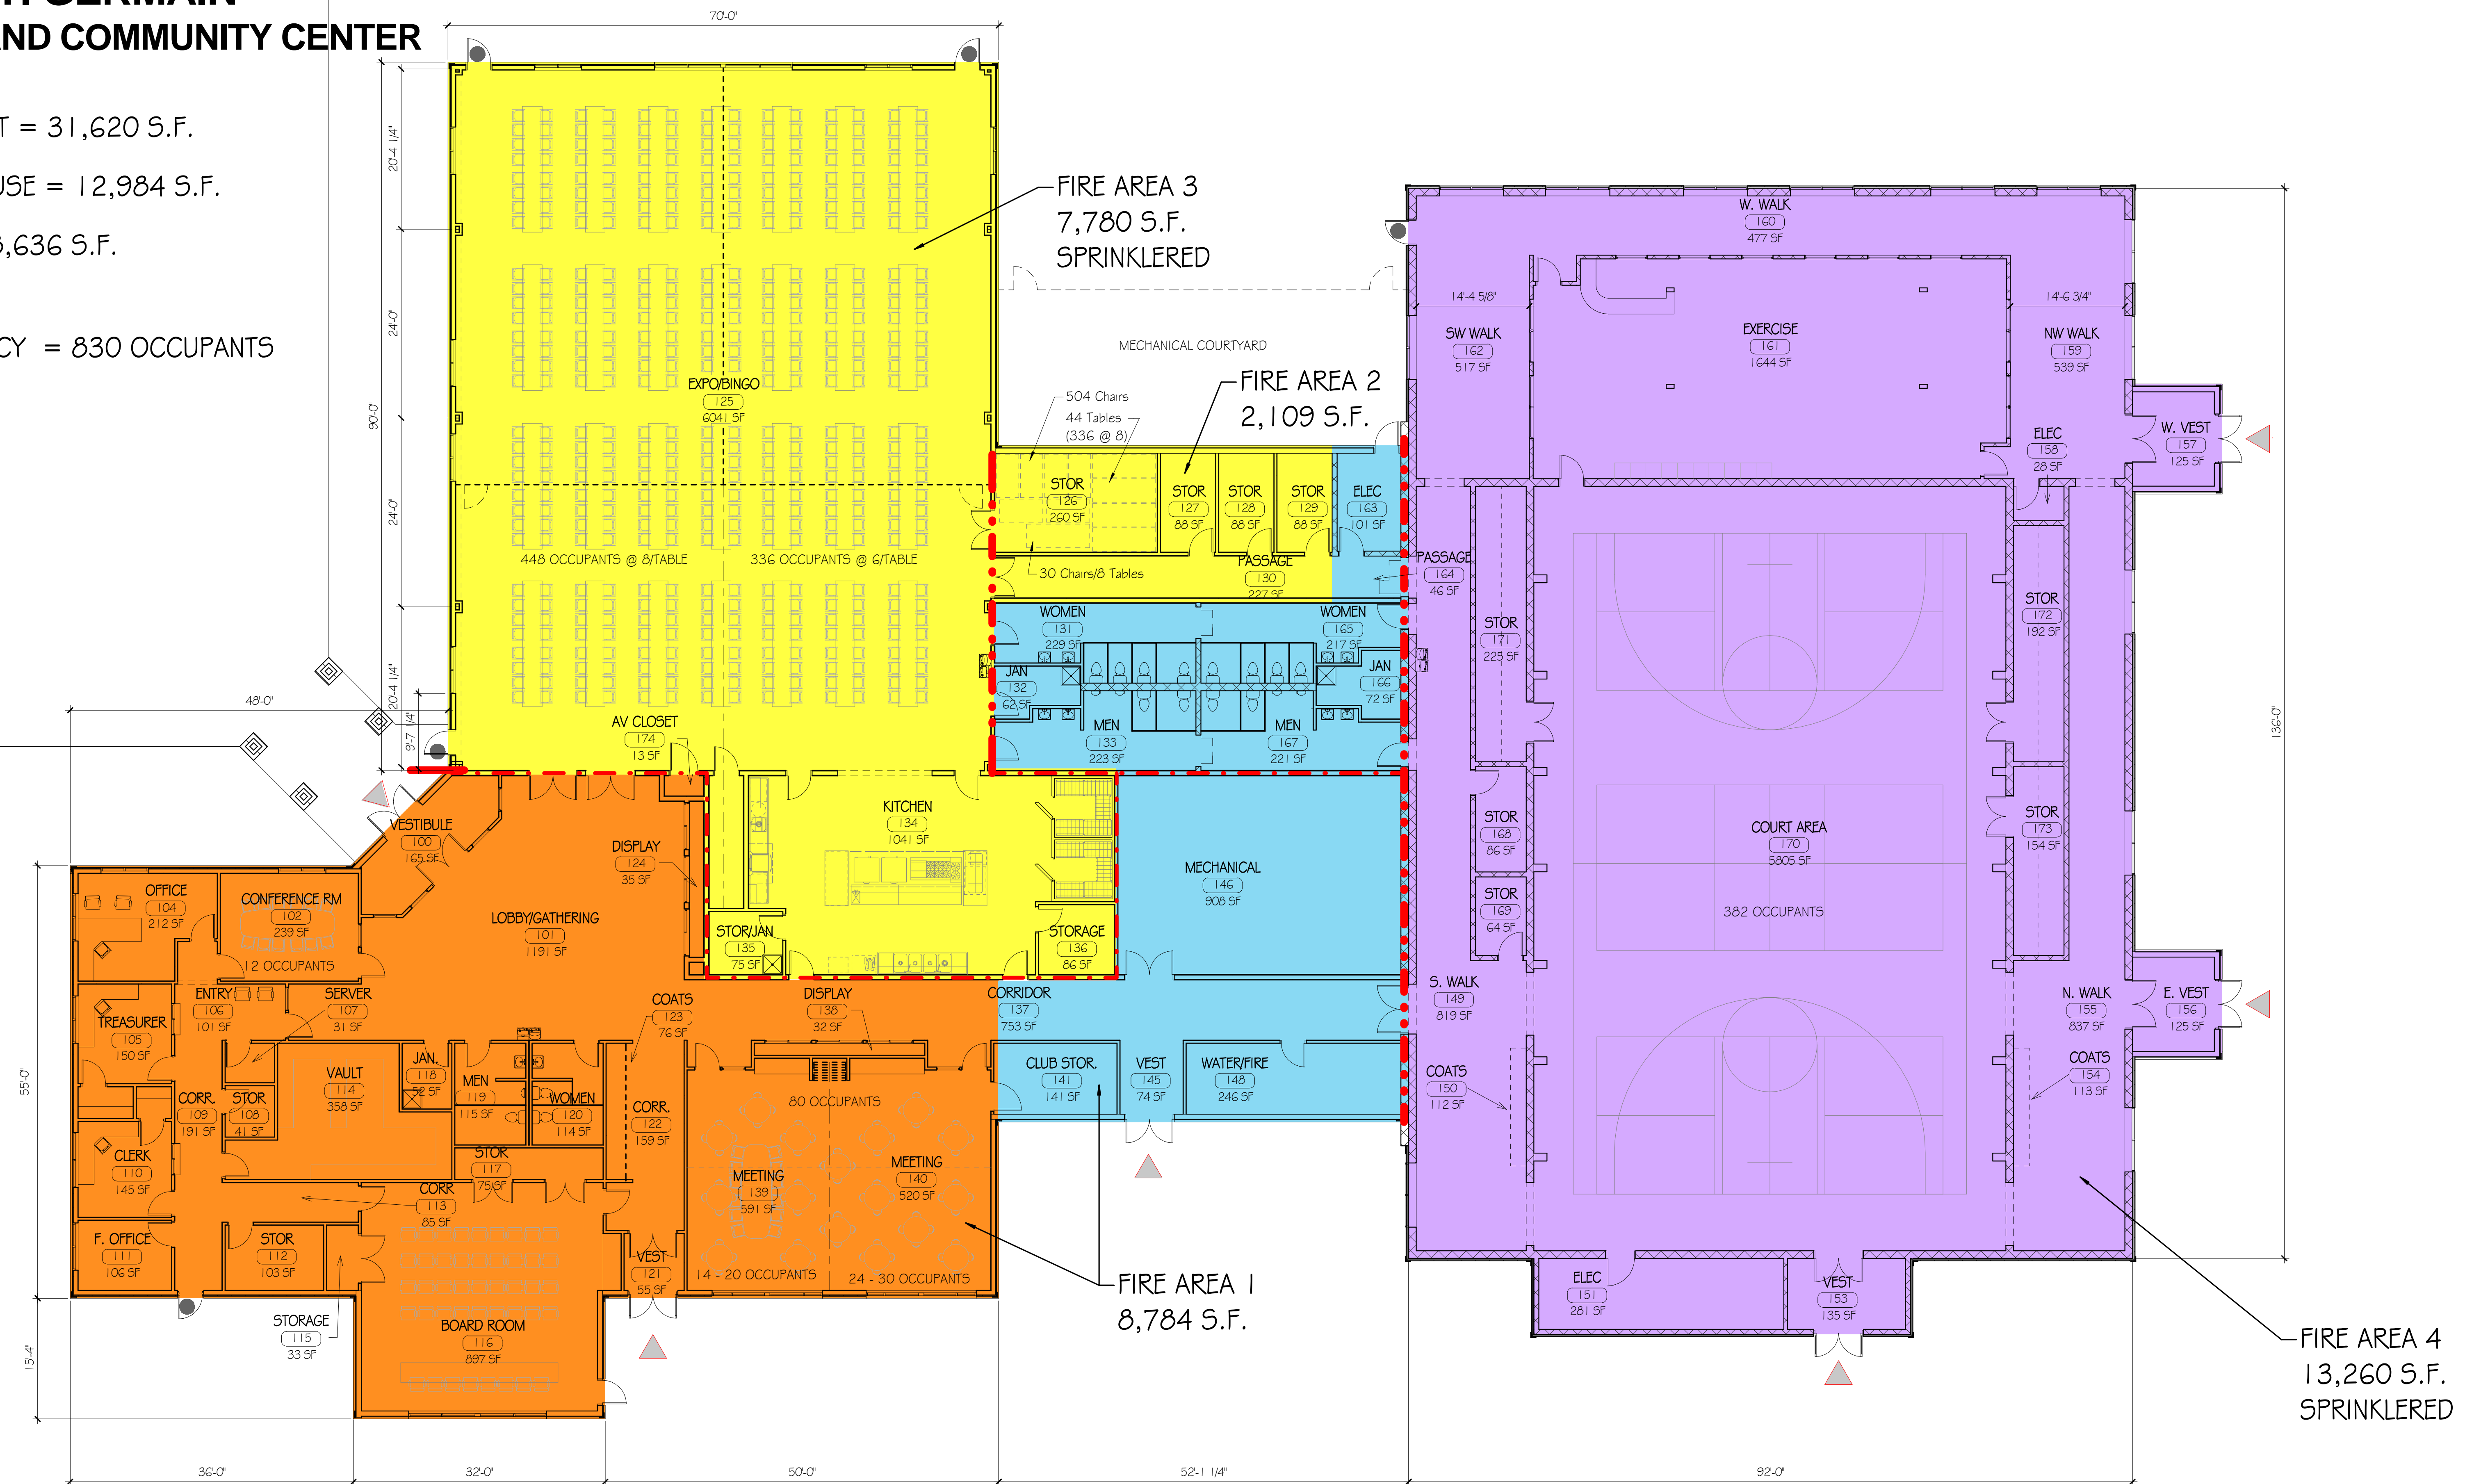 AND COMMUNITY CENTER
= 31,620 S.F.
= 12,984 S.F.
,636 S.F.
= 830 OCCUPANTS
70'-0"
90'-0"
20'-4 1/4"
24'-0"
24'-0"
20'-4 1/4"
9'-7 1/4"
48'-0"
EXPO/BINGO
125
6041 SF
448 OCCUPANTS @ 8/TABLE
336 OCCUPANTS @ 6/TABLE
FIRE AREA 3
7,780 S.F.
SPRINKLERED
MECHANICAL COURTYARD
504 Chairs
44 Tables
(336 @ 8)
30 Chairs/8 Tables
FIRE AREA 2
2,109 S.F.
STOR
126
260 SF
STOR
127
88 SF
STOR
128
88 SF
STOR
129
88 SF
ELEC
163
101 SF
PASSAGE
130
227 SF
PASSAGE
164
46 SF
WOMEN
131
229 SF
WOMEN
165
217 SF
JAN
132
62 SF
JAN
166
72 SF
MEN
133
223 SF
MEN
167
221 SF
AV CLOSET
174
13 SF
W. WALK
160
477 SF
14'-4 5/8"
14'-6 3/4"
SW WALK
162
517 SF
EXERCISE
161
1644 SF
NW WALK
159
539 SF
ELEC
158
28 SF
W. VEST
157
125 SF
136'-0"
STOR
171
225 SF
STOR
172
192 SF
STOR
168
86 SF
STOR
169
64 SF
STOR
173
154 SF
COURT AREA
170
5805 SF
382 OCCUPANTS
S. WALK
149
819 SF
N. WALK
155
837 SF
E. VEST
156
125 SF
COATS
150
112 SF
COATS
154
113 SF
ELEC
151
281 SF
VEST
153
135 SF
FIRE AREA 4
13,260 S.F.
SPRINKLERED
VESTIBULE
100
165 SF
DISPLAY
124
35 SF
KITCHEN
134
1041 SF
MECHANICAL
146
908 SF
OFFICE
104
212 SF
CONFERENCE RM
102
239 SF
12 OCCUPANTS
LOBBY/GATHERING
101
1191 SF
STOR/JAN
135
75 SF
STORAGE
136
86 SF
ENTRY
106
101 SF
SERVER
107
31 SF
COATS
123
76 SF
DISPLAY
138
32 SF
CORRIDOR
137
753 SF
TREASURER
105
150 SF
VAULT
114
358 SF
JAN.
118
52 SF
MEN
119
115 SF
WOMEN
120
114 SF
CORR.
109
191 SF
STOR
108
41 SF
CORR.
122
159 SF
80 OCCUPANTS
CLUB STOR.
141
141 SF
VEST
145
74 SF
WATER/FIRE
148
246 SF
55'-0"
CLERK
110
145 SF
STOR
117
75 SF
CORR
113
85 SF
MEETING
139
591 SF
MEETING
140
520 SF
F. OFFICE
111
106 SF
STOR
112
103 SF
VEST
121
55 SF
14 - 20 OCCUPANTS
24 - 30 OCCUPANTS
FIRE AREA 1
8,784 S.F.
STORAGE
115
33 SF
BOARD ROOM
116
897 SF
15'-4"
36'-0"
32'-0"
50'-0"
52'-1 1/4"
92'-0"